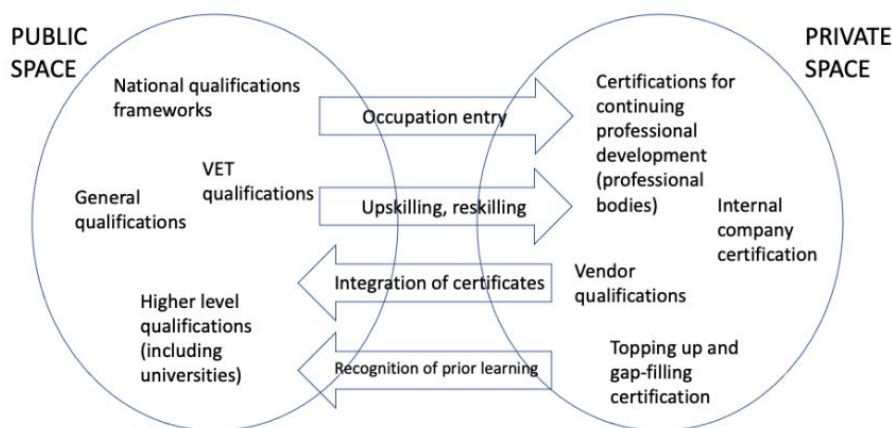 PUBLIC
SPACE
National qualifications
frameworks
VET
qualifications
General
qualifications
Higher level
qualifications
(including
universities)
Occupation entry
Upskilling, reskilling
Integration of certificates
Recognition of prior learning
PRIVATE
SPACE
Certifications for
continuing
professional
development
(professional
bodies)
Internal
company
certification
Vendor
qualifications
Topping up and
gap-filling
certification